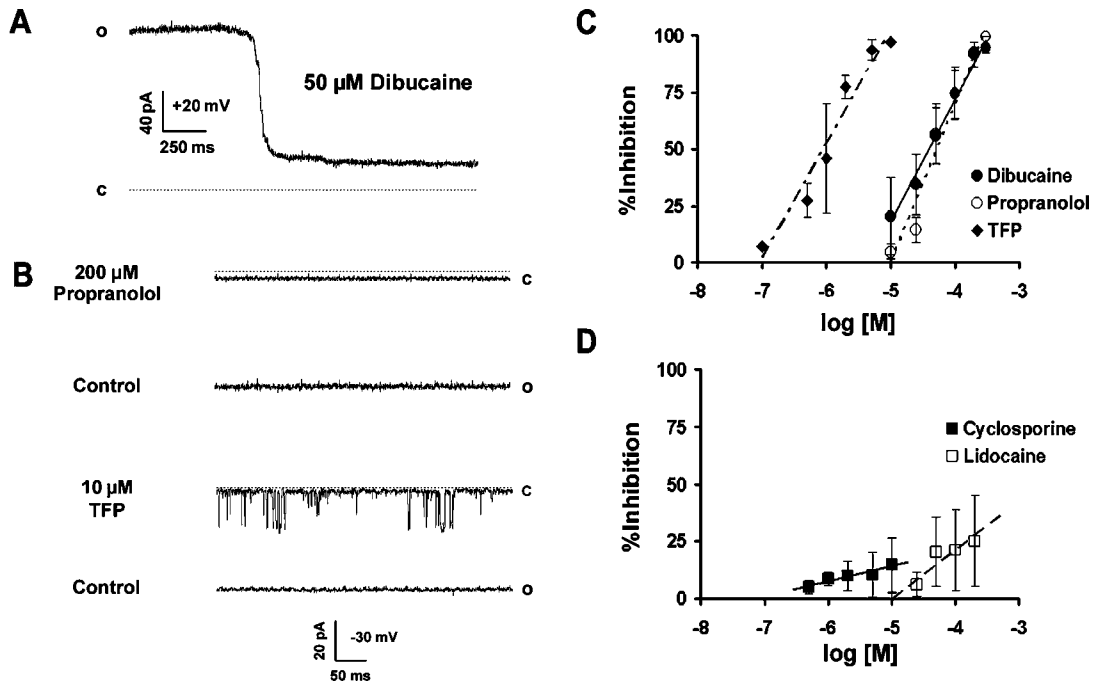 A
o
50 µM Dibucaine
40 pA
+20 mV
250 ms
c
B
200 µM
Propranolol
c
Control
o
10 µM
TFP
c
Control
o
20 pA
-30 mV
50 ms
C
%Inhibition
100
75
50
25
0
Dibucaine
Propranolol
TFP
-8 -7 -6 -5 -4 -3
log [M]
D
%Inhibition
100
75
50
25
0
Cyclosporine
Lidocaine
-8 -7 -6 -5 -4 -3
log [M]